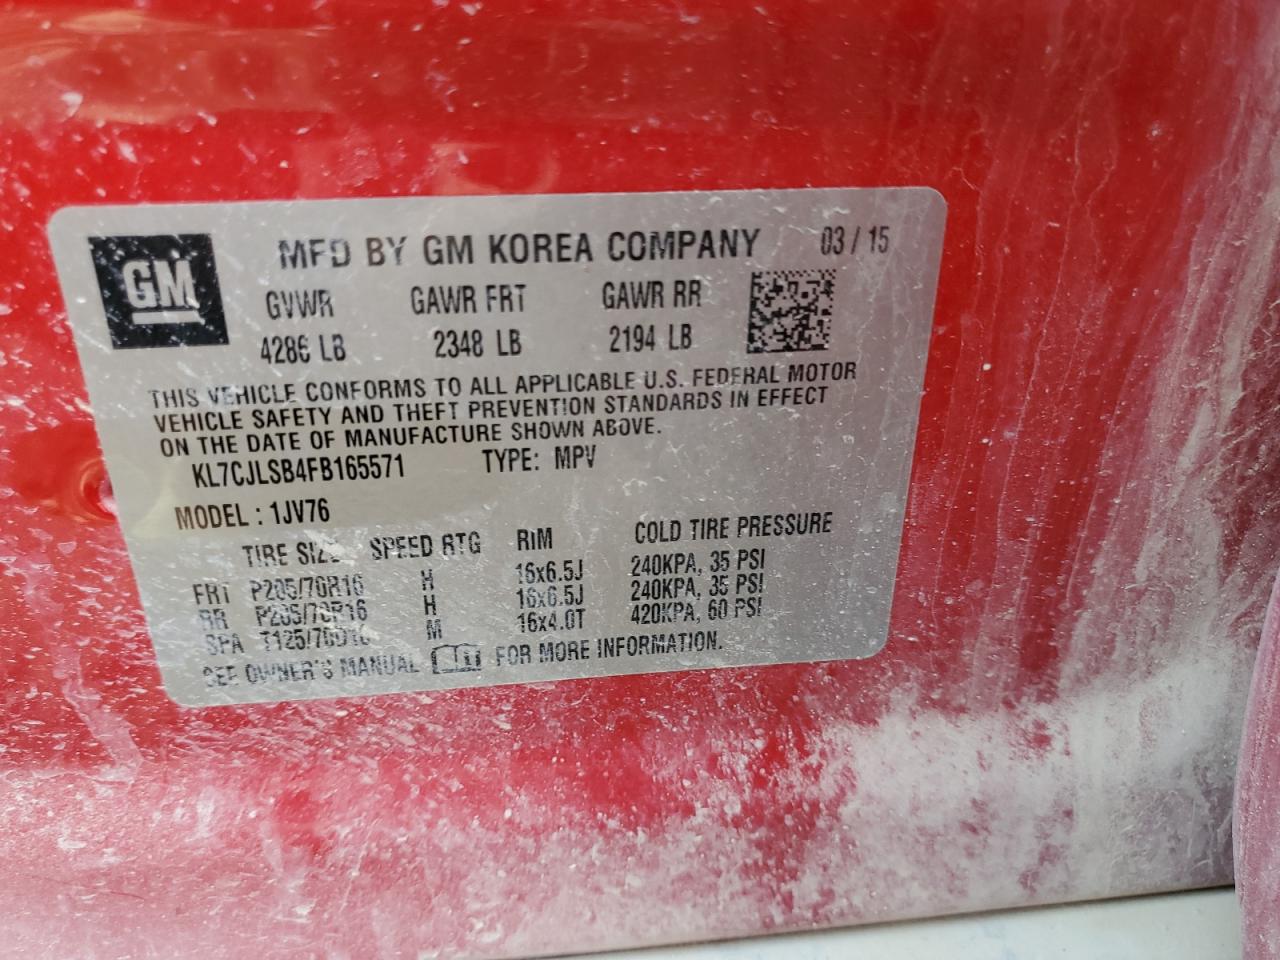 GM
MFD BY GM KOREA COMPANY 03 / 15
GVWR GAWR FRT GAWR RR
4286 LB 2348 LB 2194 LB
THIS VEHICLE CONFORMS TO ALL APPLICABLE U.S. FEDERAL MOTOR
VEHICLE SAFETY AND THEFT PREVENTION STANDARDS IN EFFECT
ON THE DATE OF MANUFACTURE SHOWN ABOVE.
KL7CJLSB4FB165571 TYPE: MPV
MODEL : 1JV76
TIRE SIZE SPEED RTG RIM COLD TIRE PRESSURE
FRT P205/70R16 H 16x6.5J 240KPA, 35 PSI
RR P205/70R16 H 16x6.5J 240KPA, 35 PSI
SPA T125/70D16 M 16x4.0T 420KPA, 60 PSI
SEE OWNER'S MANUAL FOR MORE INFORMATION.